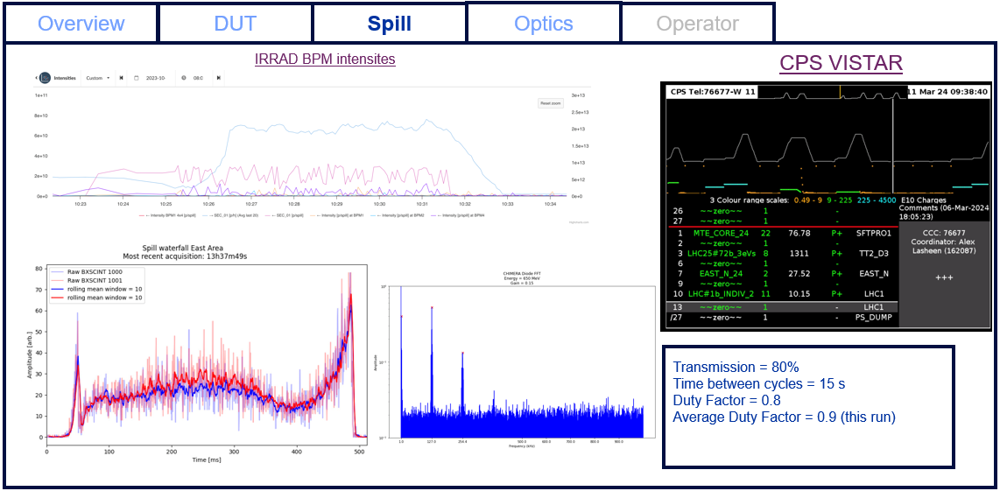 Overview
DUT
Spill
Optics
Operator
IRRAD BPM intensites
Intensities Custom 2023-10- 08:0
Reset zoom
1e+11
8e+10
6e+10
4e+10
2e+10
0e+00
3e+13
2.5e+13
2e+13
1.5e+13
1e+13
5e+12
0e+00
10:23 10:24 10:25 10:26 10:27 10:28 10:29 10:30 10:31 10:32 10:33 10:34
Intensity BPM1 4x4 [p/spill] SEC_01 [p/h] (Avg last 20) SEC_01 [p/spill] Intensity [p/spill] at BPM1 Intensity [p/spill] at BPM2 Intensity [p/spill] at BPM4
Spill waterfall East Area
Most recent acquisition: 13h37m49s
Raw BXSCINT 1000
Raw BXSCINT 1001
rolling mean window = 10
rolling mean window = 10
Amplitude [arb.]
80
70
60
50
40
30
20
10
0
0 100 200 300 400 500
Time [ms]
CHIMERA Diode FFT
Energy = 650 MeV
Gain = 0.15
Amplitude
1.0 227.0 500.0 600.0 700.0 800.0 900.0
Frequency (kHz)
CPS VISTAR
CPS Tel:76677-W 11
11 Mar 24 09:38:40
3 Colour range scales: 0.49 - 9 9 - 225 225 - 4500
26 ~~zero~~ 1 -
27 ~~zero~~ 1 -
1 MTE_CORE_24 22 76.78 P+ SFTPRO1
2 ~~zero~~ 1 -
3 LHC25#72b_3eVs 8 1311 P+ TT2_D3
6 ~~zero~~ 1 -
7 EAST_N_24 2 27.52 P+ EAST_N
9 ~~zero~~ 1 -
10 LHC#1b_INDIV_2 11 10.15 P+ LHC1
13 ~~zero~~ 1 - LHC1
/27 ~~zero~~ 1 - PS_DUMP
E10 Charges
Comments (06-Mar-2024
18:05:23)
CCC: 76677
Coordinator: Alex
Lasheen (162087)
+++
Transmission = 80%
Time between cycles = 15 s
Duty Factor = 0.8
Average Duty Factor = 0.9 (this run)